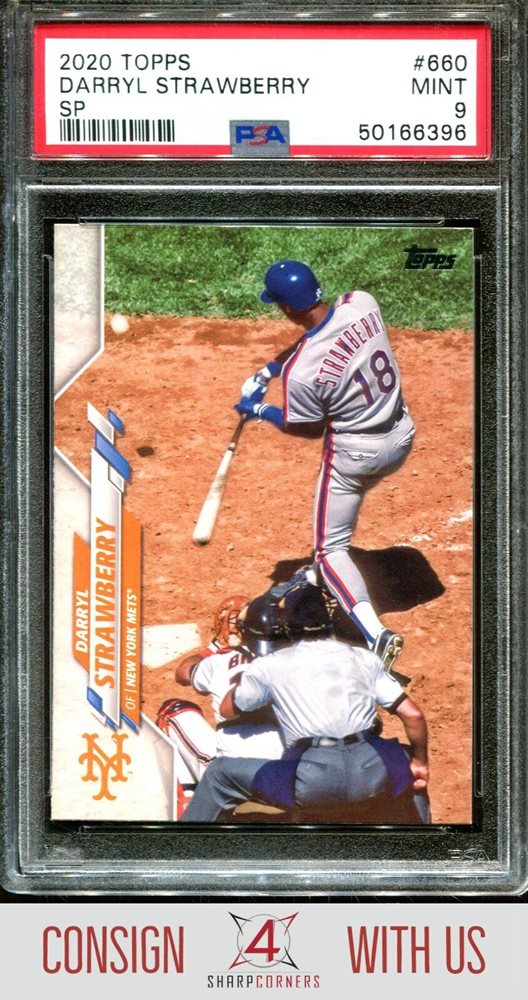 2020 TOPPS #660
DARRYL STRAWBERRY MINT
SP 9
PSA 50166396
Topps
STRAWBERRY
18
DARRYL
STRAWBERRY
OF | NEW YORK METS®
NY
CONSIGN 4 WITH US
SHARPCORNERS